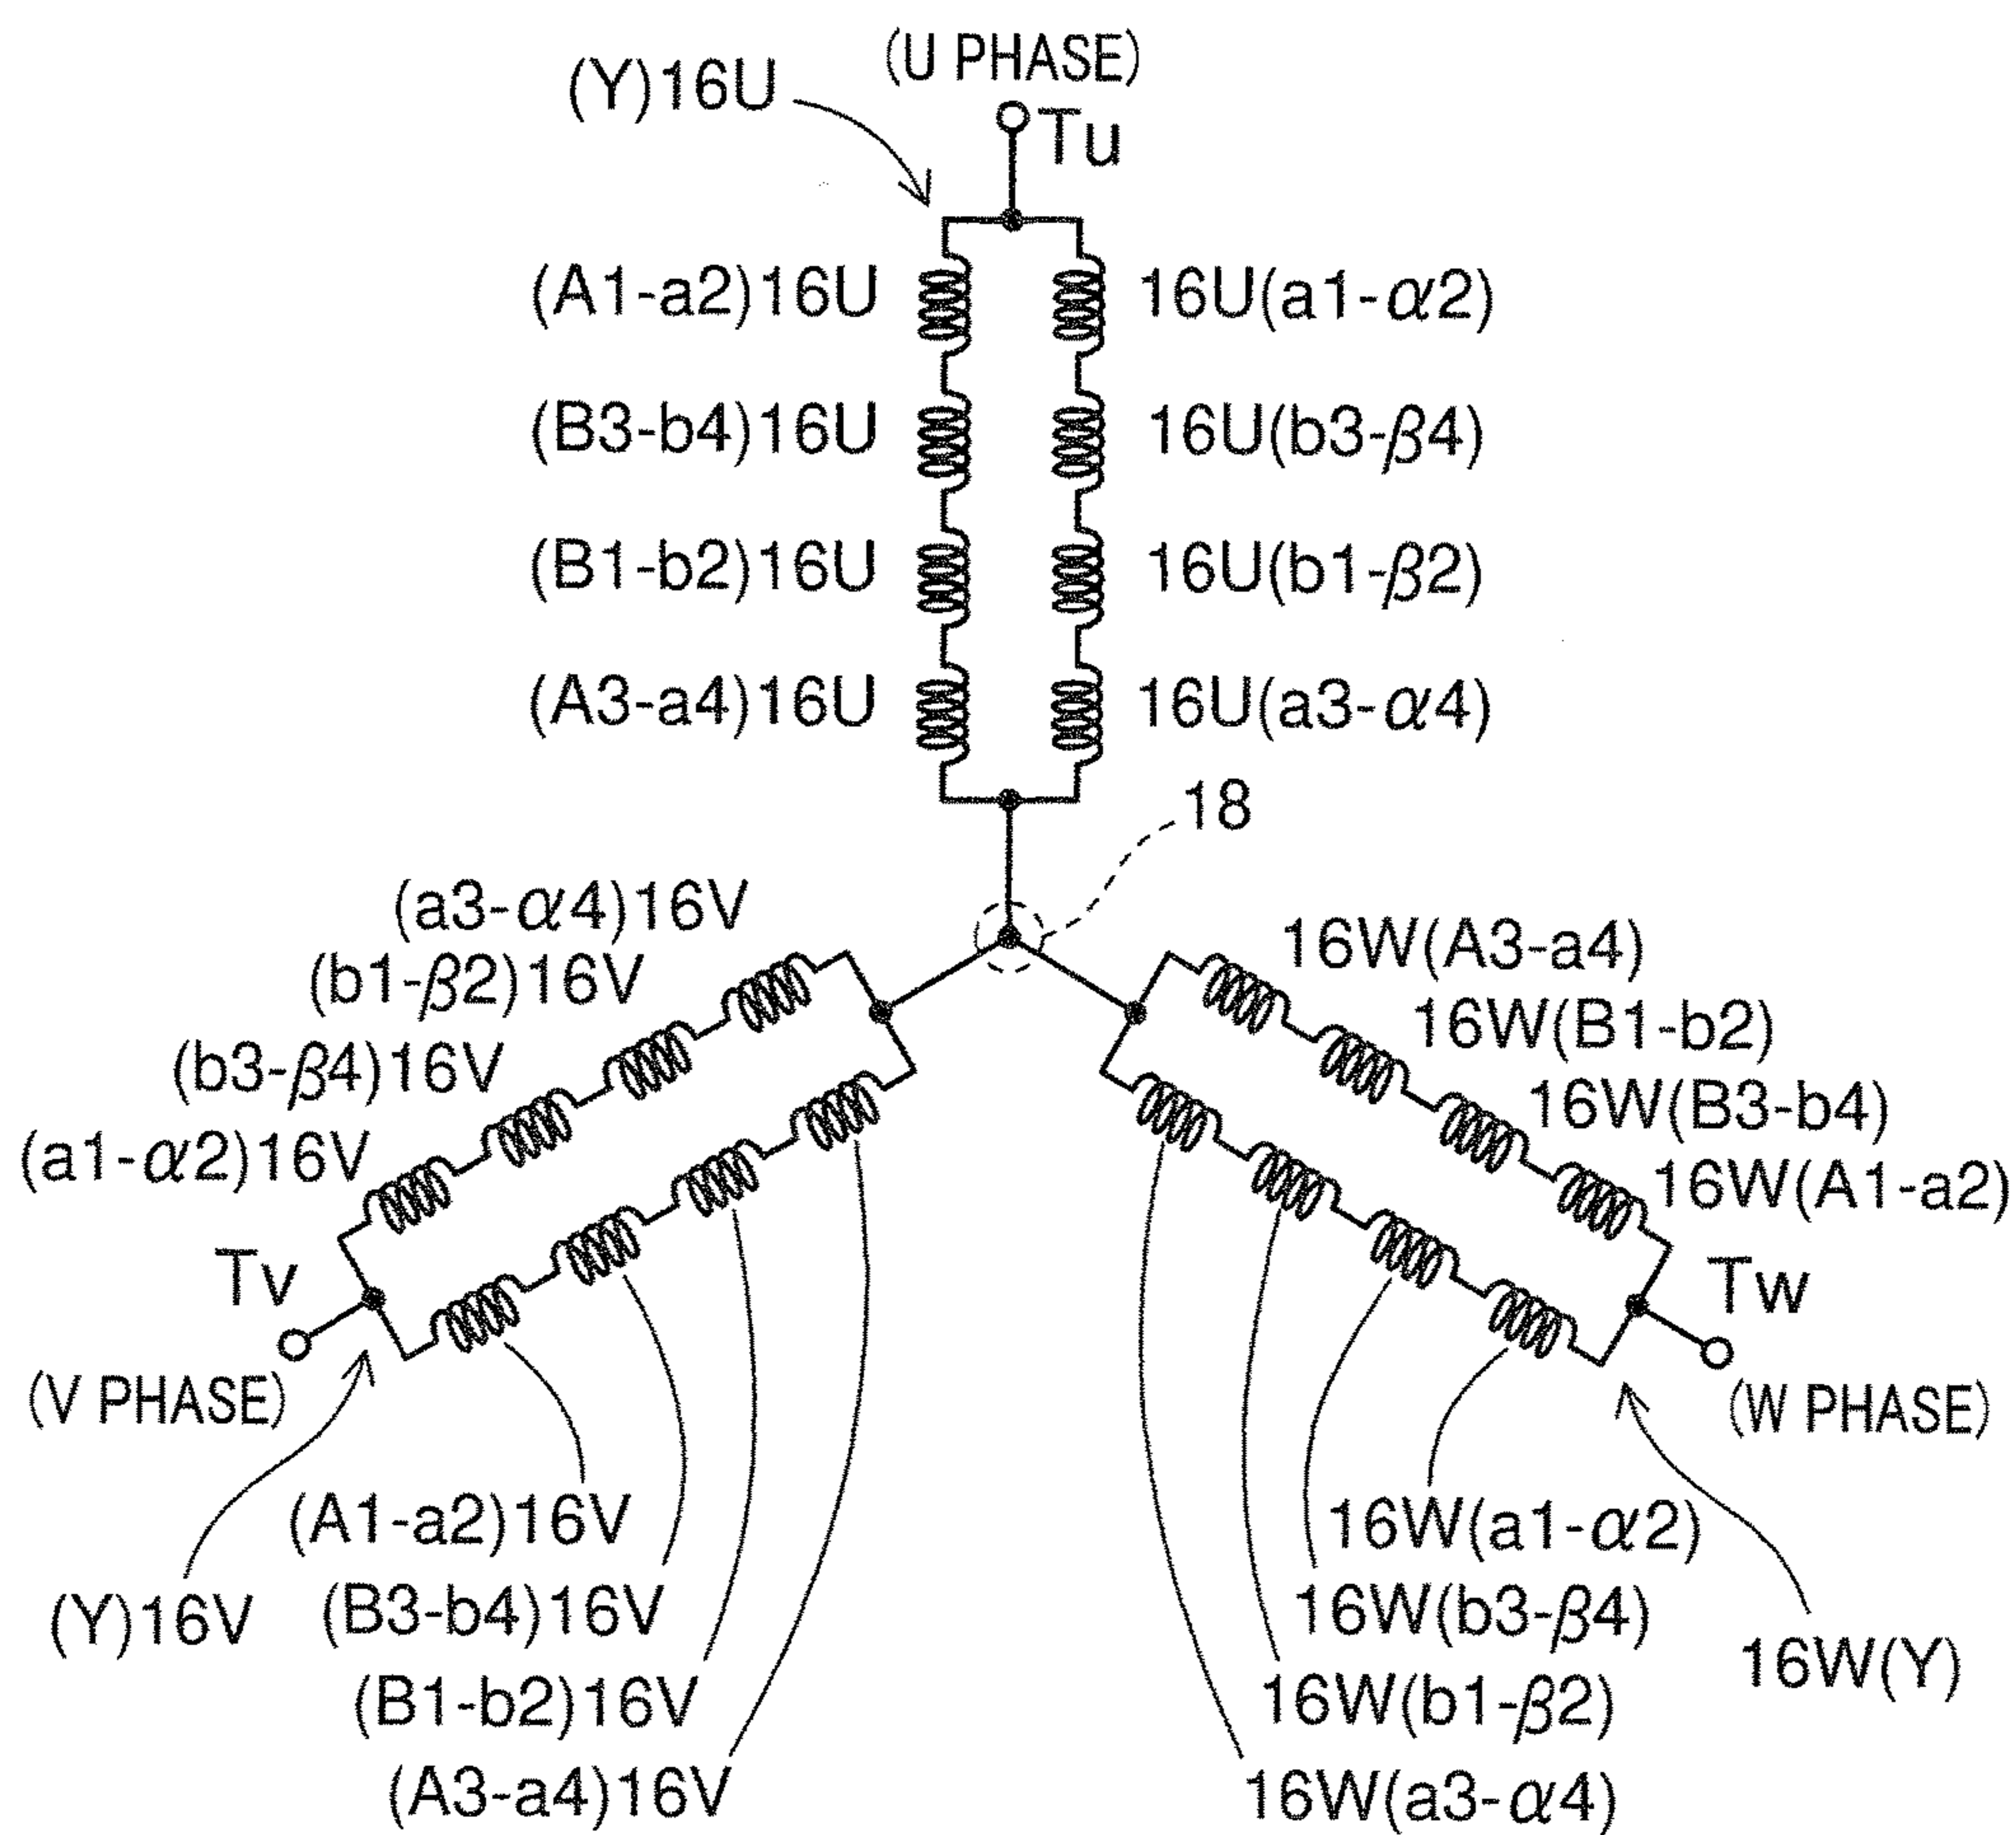 (U PHASE)
(Y)16U
Tu
(A1-a2)16U
16U(a1-α2)
(B3-b4)16U
16U(b3-β4)
(B1-b2)16U
16U(b1-β2)
(A3-a4)16U
16U(a3-α4)
18
(a3-α4)16V
(b1-β2)16V
(b3-β4)16V
(a1-α2)16V
16W(A3-a4)
16W(B1-b2)
16W(B3-b4)
16W(A1-a2)
Tv
(V PHASE)
Tw
(W PHASE)
(A1-a2)16V
(B3-b4)16V
(B1-b2)16V
(A3-a4)16V
(Y)16V
16W(a1-α2)
16W(b3-β4)
16W(b1-β2)
16W(a3-α4)
16W(Y)